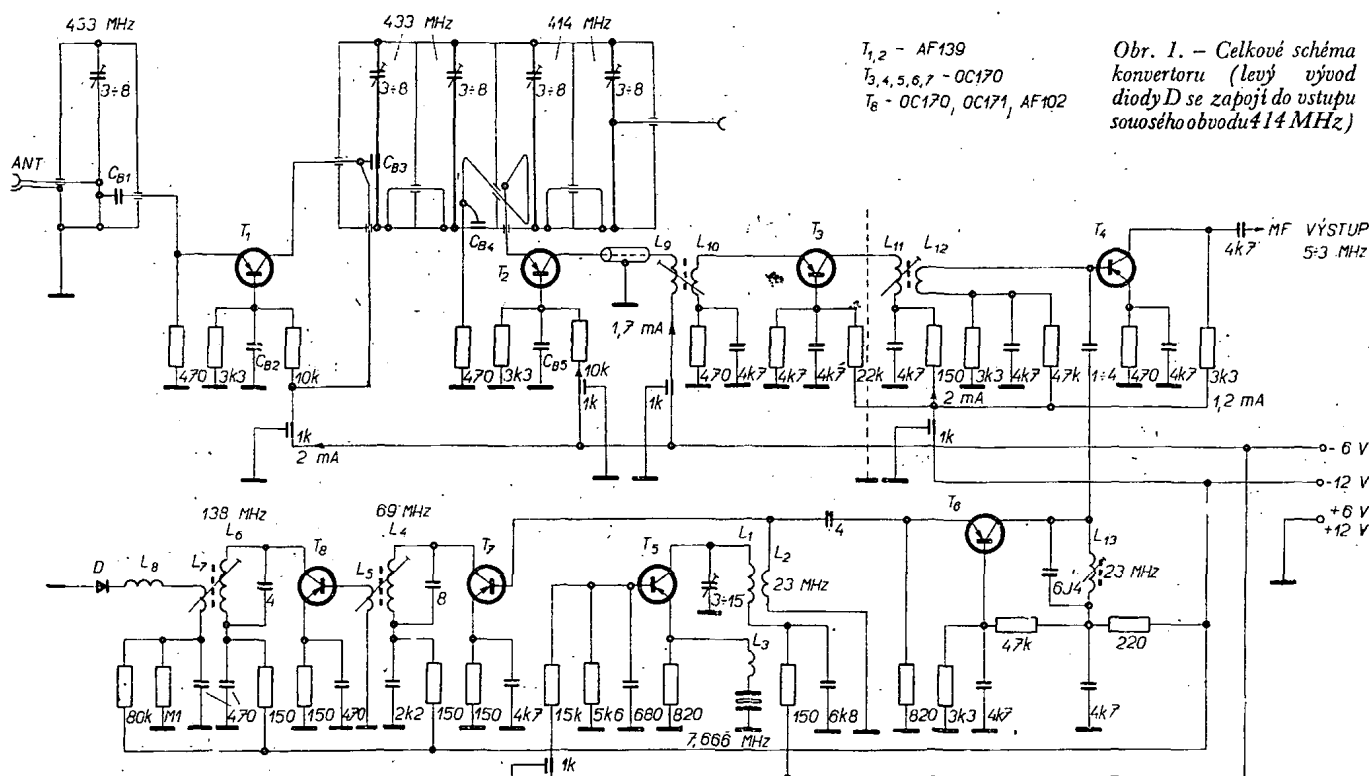 433 MHz
433 MHz
414 MHz
T1,2 - AF139
T3,4,5,6,7 - OC170
T8 - OC170, OC171, AF102
Obr. 1. – Celkové schéma
konvertoru (levý vývod
diody D se zapojí do vstupu
souosého obvodu 414 MHz)
3÷8
3÷8
3÷8
3÷8
3÷8
ANT
CB1
CB3
CB4
T1
T2
L9
L10
T3
L11
L12
T4
4k7
MF VÝSTUP
5÷3 MHz
1,7 mA
470
3k3
CB2
10k
470
3k3
CB5
10k
470
4k7
4k7
4k7
22k
4k7
150
3k3
4k7
47k
1÷4
470
4k7
3k3
2 mA
1,2 mA
1k
2 mA
1k
1k
1k
- 6 V
-12 V
+6 V
+12 V
138 MHz
69 MHz
L6
L4
T8
T7
4
T6
D
L8
L7
4
L5
8
T5
L1
L2
3÷15
23 MHz
L3
L13
23 MHz
6J4
47k
220
80k
M1
470
150
150
470
2k2
150
150
4k7
15k
5k6
680
820
7,666 MHz
150
6k8
820
3k3
4k7
4k7
1k